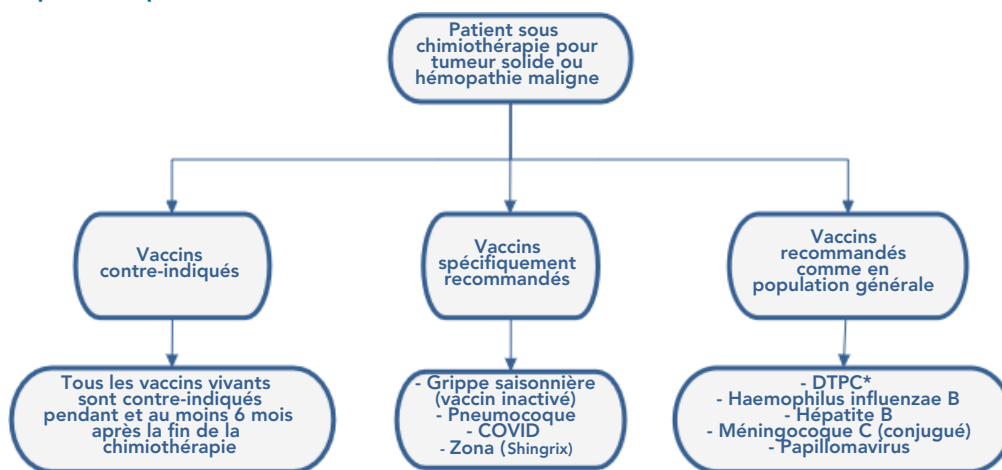 Patient sous
chimiothérapie pour
tumeur solide ou
hémopathie maligne
Vaccins
contre-indiqués
Vaccins
spécifiquement
recommandés
Vaccins
recommandés
comme en
population générale
Tous les vaccins vivants
sont contre-indiqués
pendant et au moins 6 mois
après la fin de la
chimiothérapie
- Grippe saisonnière
(vaccin inactivé)
- Pneumocoque
- COVID
- Zona (Shingrix)
- DTPC*
- Haemophilus influenzae B
- Hépatite B
- Méningocoque C (conjugué)
- Papillomavirus